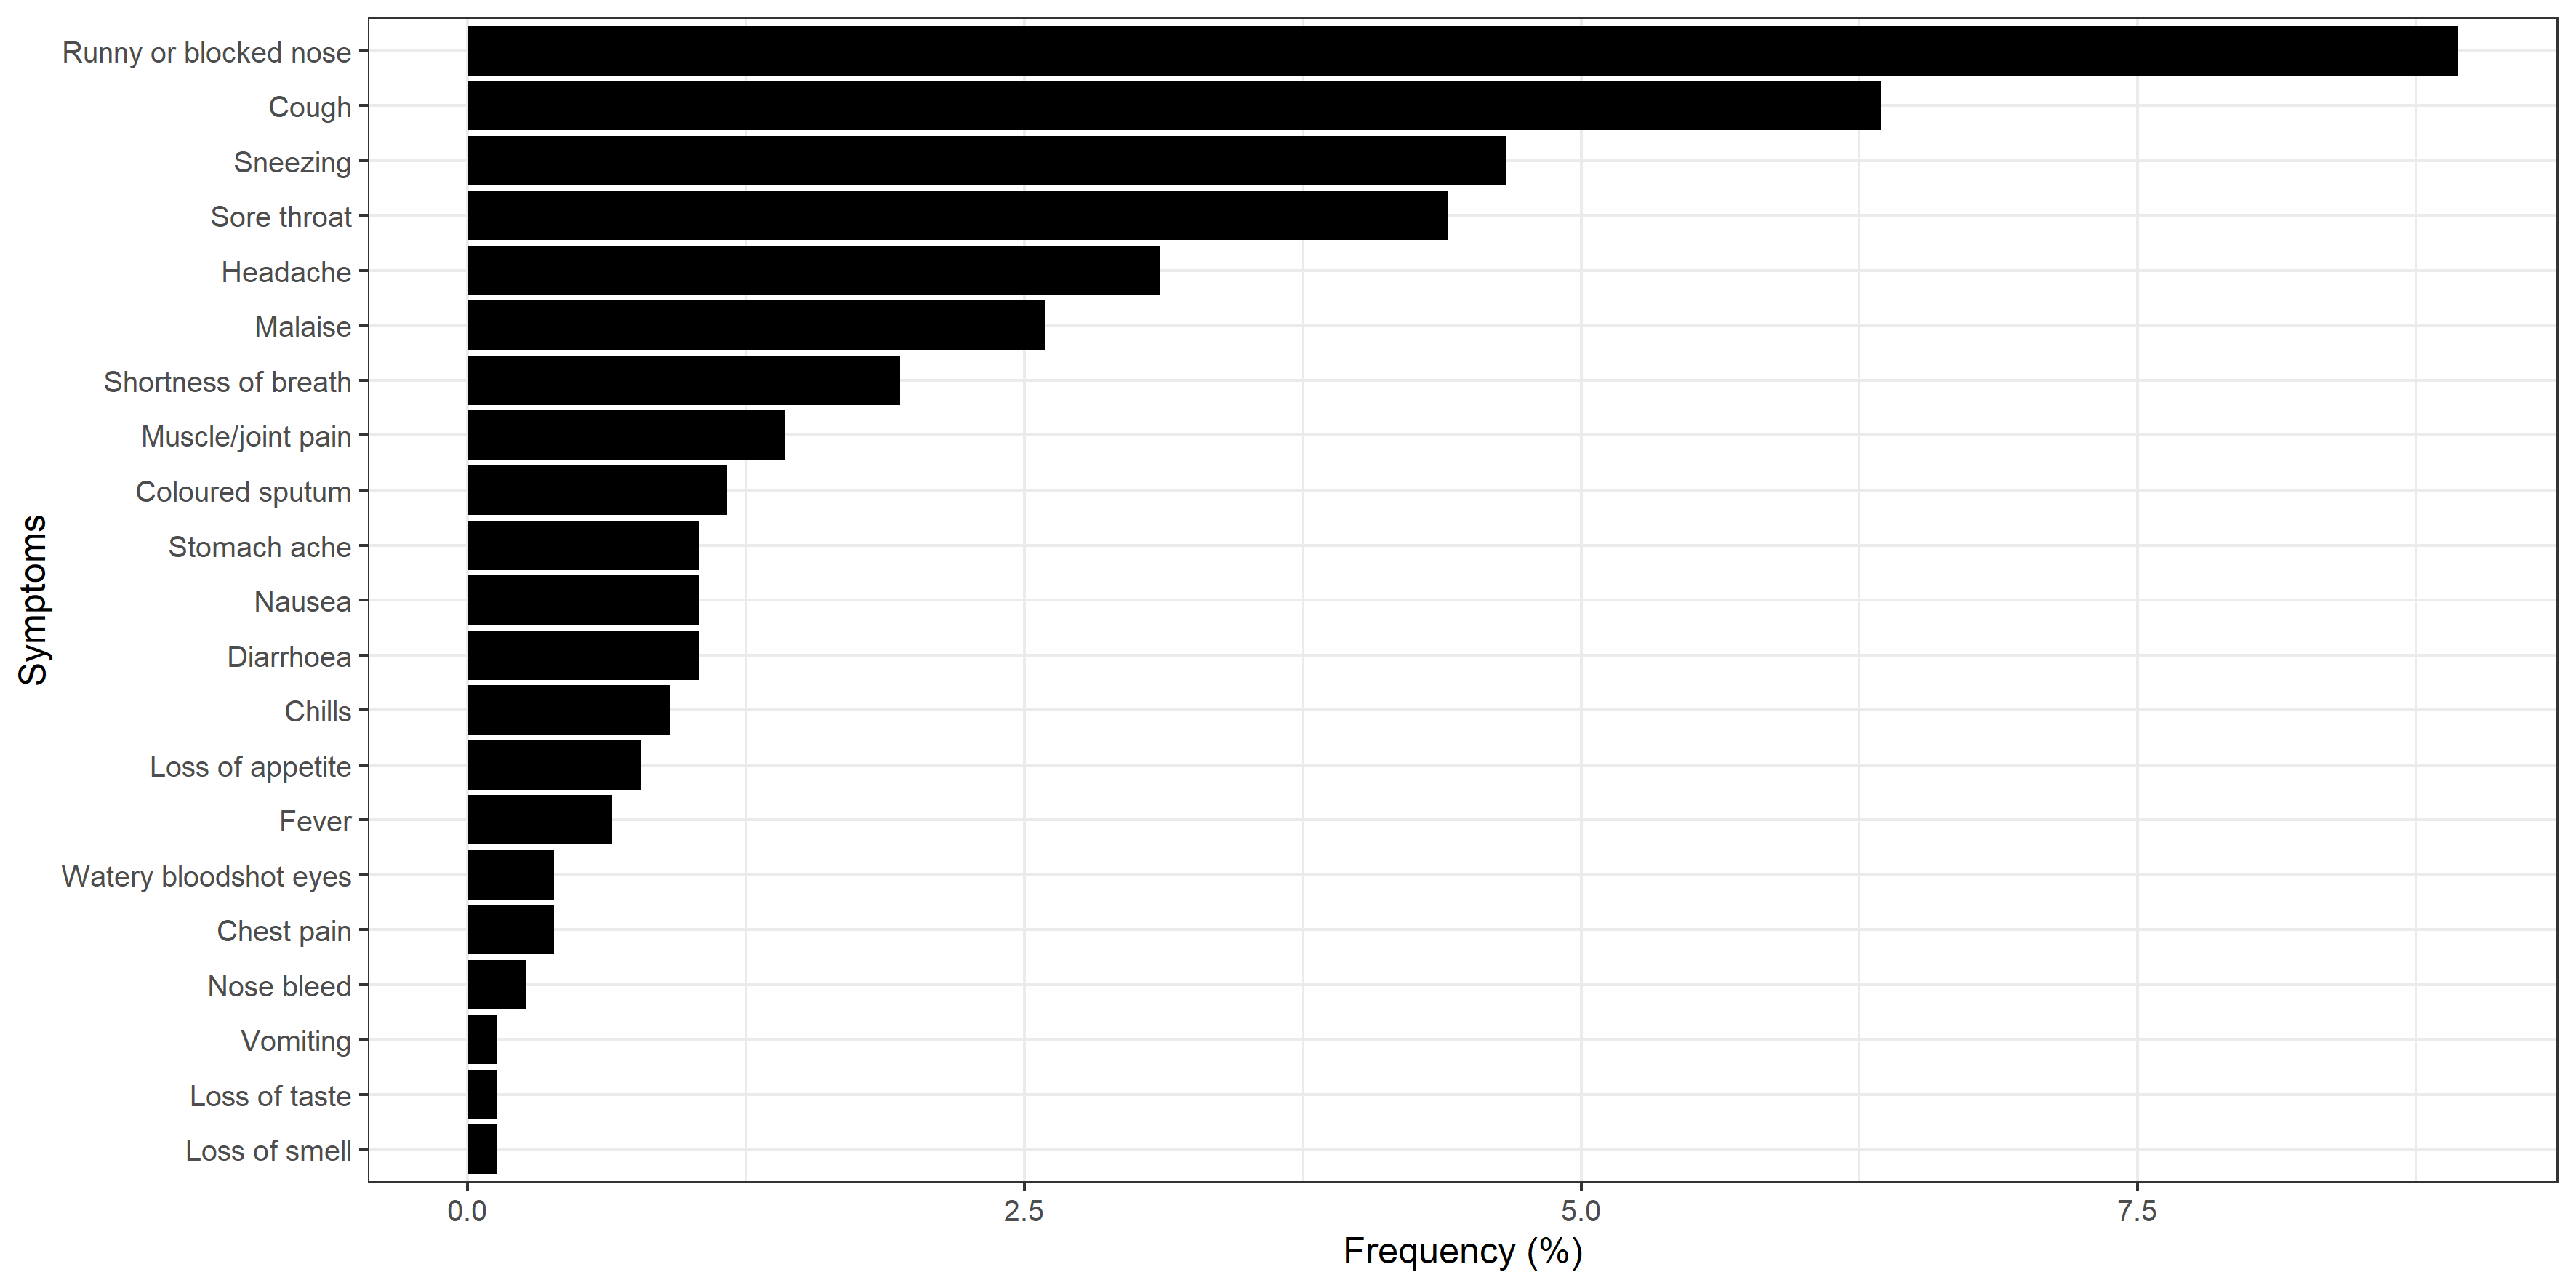 Runny or blocked nose
Cough
Sneezing
Sore throat
Headache
Malaise
Shortness of breath
Muscle/joint pain
Coloured sputum
Stomach ache
Nausea
Diarrhoea
Chills
Loss of appetite
Fever
Watery bloodshot eyes
Chest pain
Nose bleed
Vomiting
Loss of taste
Loss of smell
Symptoms
0.0 2.5 5.0 7.5
Frequency (%)